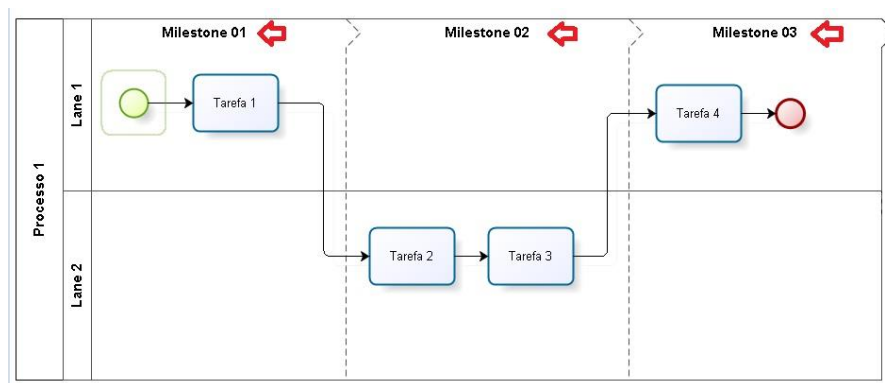 Milestone 01
Milestone 02
Milestone 03
Processo 1
Lane 1
Tarefa 1
Tarefa 4
Lane 2
Tarefa 2
Tarefa 3